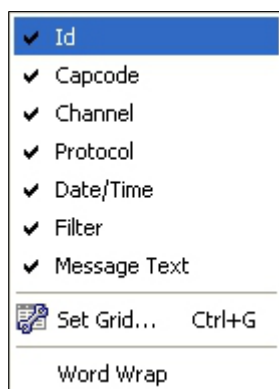 Id
Capcode
Channel
Protocol
Date/Time
Filter
Message Text
Set Grid... Ctrl+G
Word Wrap